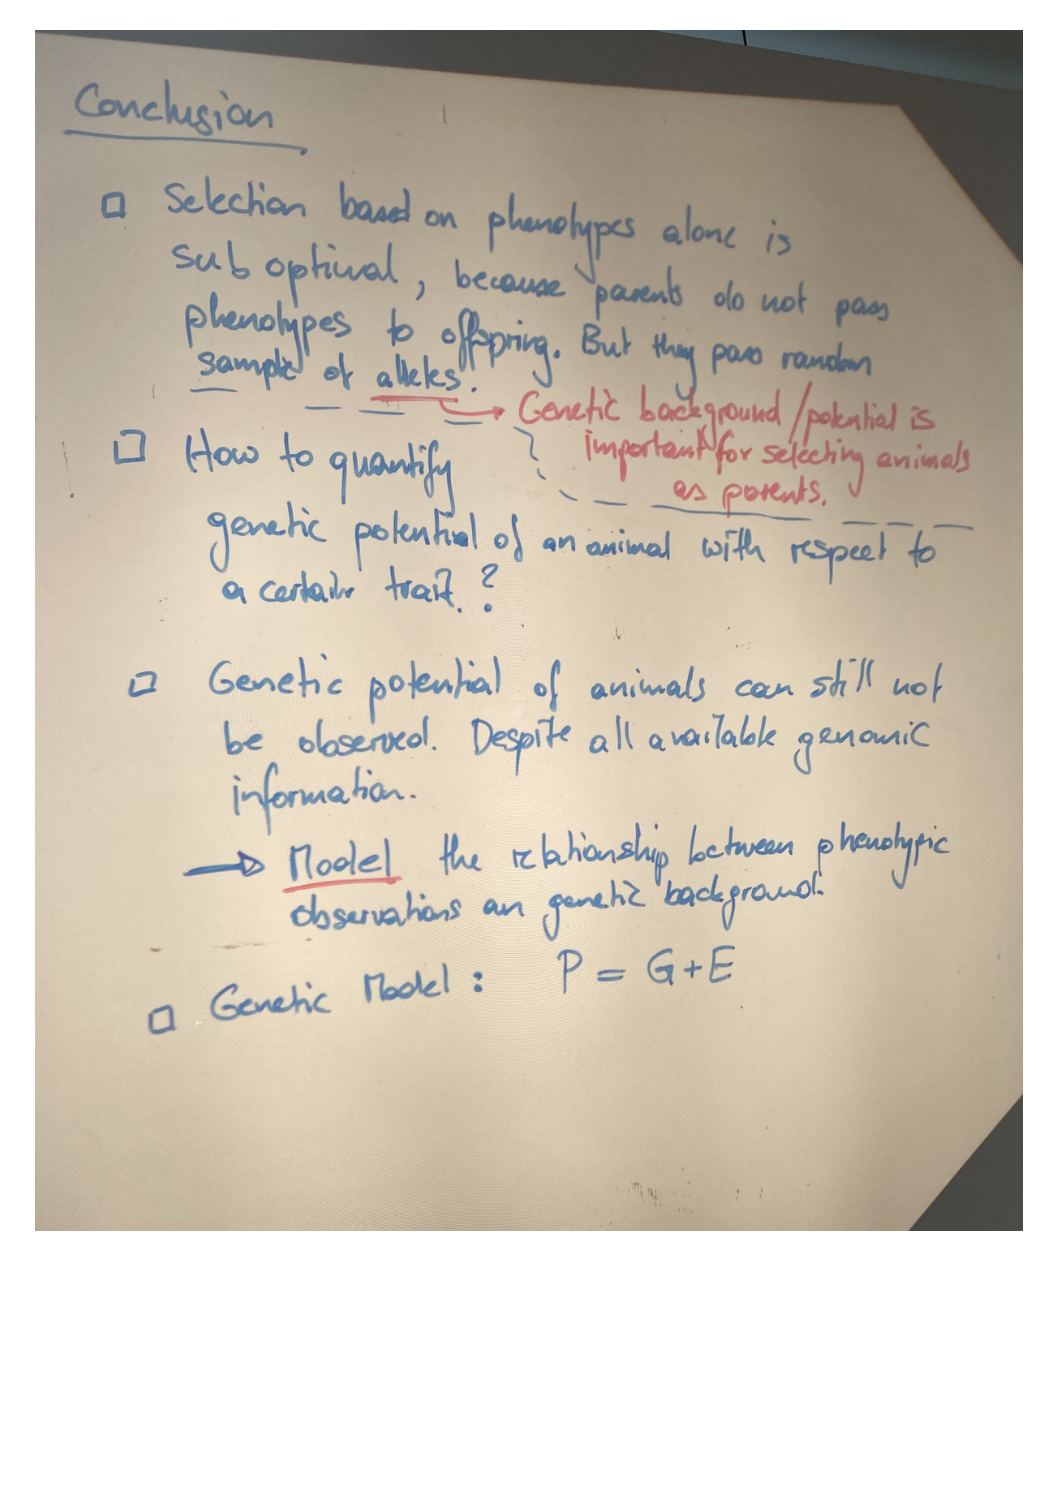 Conclusion
Selection based on phenotypes alone is
sub optimal, because parents do not pass
phenotypes to offspring. But they pass random
sample of alleles.
Genetic background/potential is
important for selecting animals
as parents.
How to quantify
genetic potential of an animal with respect to
a certain trait.?
Genetic potential of animals can still not
be observed. Despite all available genomic
information.
Model the relationship between phenotypic
observations an genetic background.
Genetic Model: P = G+E